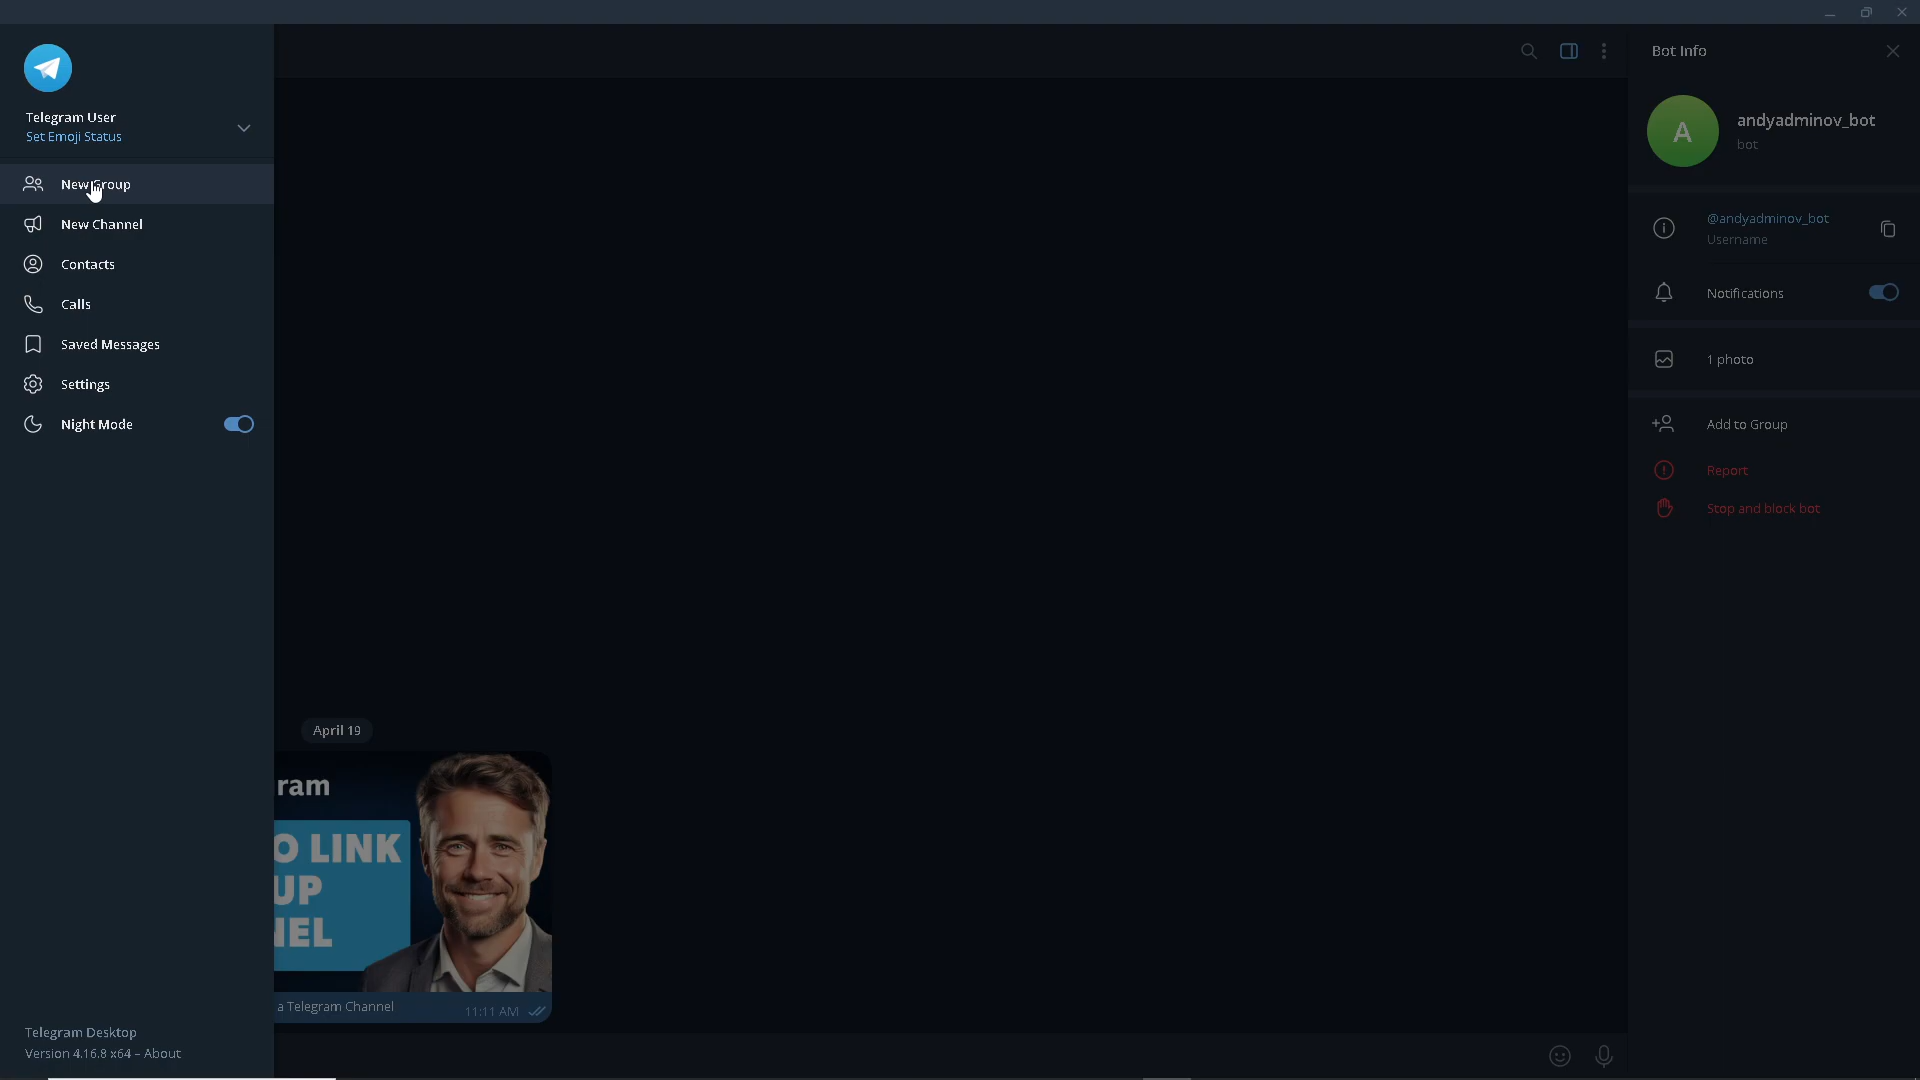 Telegram User
Set Emoji Status
New Group
New Channel
Contacts
Calls
Saved Messages
Settings
Night Mode
Telegram Desktop
Version 4.16.8 x64 – About
April 19
ram
O LINK
UP
NEL
a Telegram Channel
11:11 AM
Bot Info
A
andyadminov_bot
bot
@andyadminov_bot
Username
Notifications
1 photo
Add to Group
Report
Stop and block bot